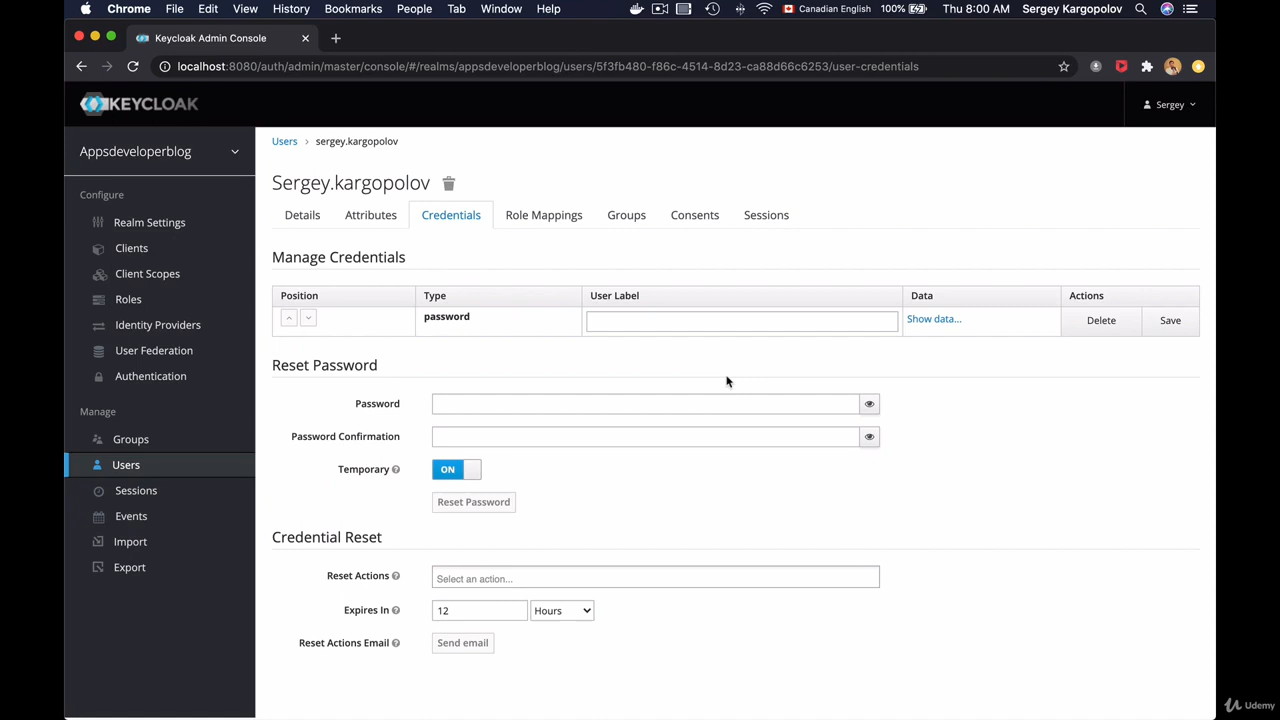 Chrome File Edit View History Bookmarks People Tab Window Help Canadian English 100% Thu 8:00 AM Sergey Kargopolov
Keycloak Admin Console
localhost:8080/auth/admin/master/console/#/realms/appsdeveloperblog/users/5f3fb480-f86c-4514-8d23-ca88d66c6253/user-credentials
KEYCLOAK Sergey
Appsdeveloperblog
Configure
Realm Settings
Clients
Client Scopes
Roles
Identity Providers
User Federation
Authentication
Manage
Groups
Users
Sessions
Events
Import
Export
Users > sergey.kargopolov
Sergey.kargopolov
Details Attributes Credentials Role Mappings Groups Consents Sessions
Manage Credentials
Position Type User Label Data Actions
password Show data... Delete Save
Reset Password
Password
Password Confirmation
Temporary ON
Reset Password
Credential Reset
Reset Actions Select an action...
Expires In 12 Hours
Reset Actions Email Send email
Udemy